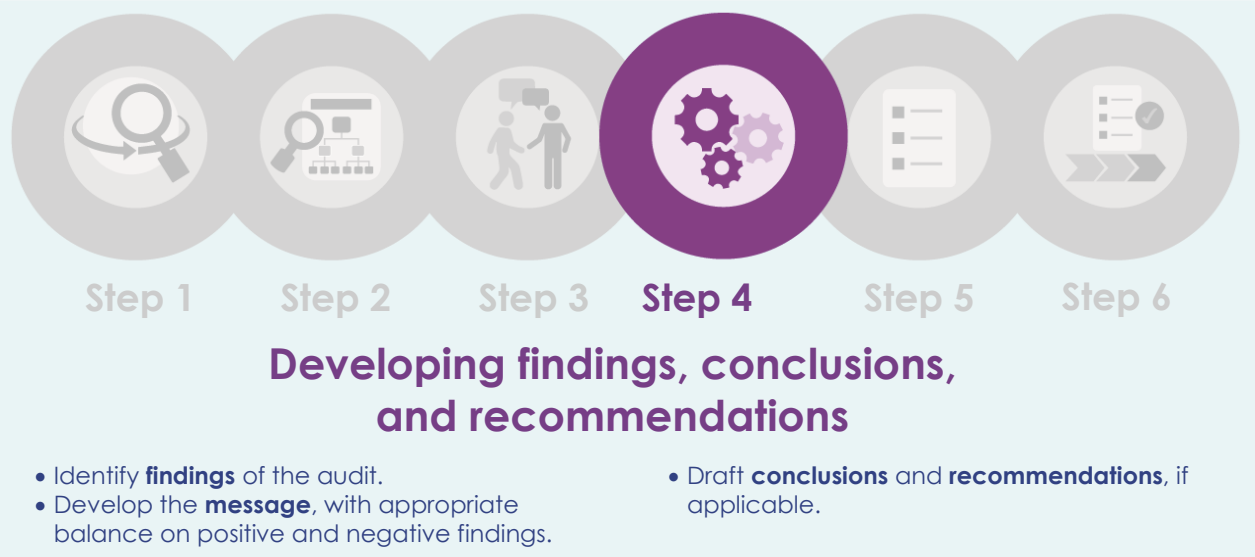 Step 1 Step 2 Step 3 Step 4 Step 5 Step 6
Developing findings, conclusions,
and recommendations
• Identify findings of the audit.
• Develop the message, with appropriate
balance on positive and negative findings.
• Draft conclusions and recommendations, if
applicable.